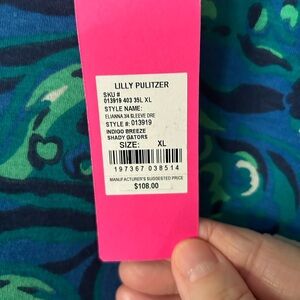 LILLY PULITZER
SKU #
013919 403 35L XL
STYLE NAME:
ELIANNA 3/4 SLEEVE DRE
STYLE #: 013919
INDIGO BREEZE
SHADY GATORS
SIZE: XL
197367 038514
MANUFACTURER'S SUGGESTED PRICE
$108.00